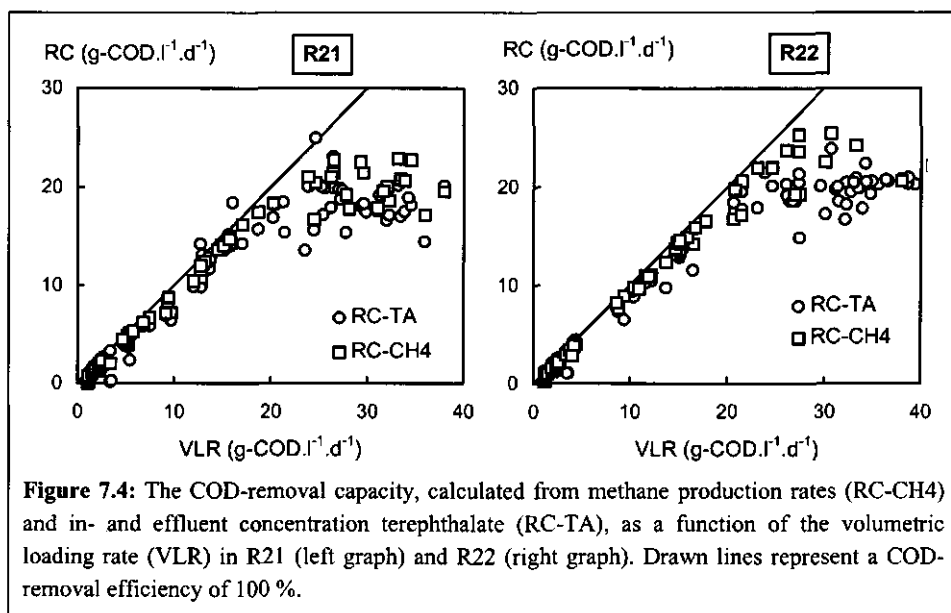 RC (g-COD.l⁻¹.d⁻¹) R21 R22
30
20
10
0
RC-TA
RC-CH4
0 10 20 30 40
VLR (g-COD.l⁻¹.d⁻¹)
RC (g-COD.l⁻¹.d⁻¹)
30
20
10
0
RC-TA
RC-CH4
0 10 20 30 40
VLR (g-COD.l⁻¹.d⁻¹)
Figure 7.4: The COD-removal capacity, calculated from methane production rates (RC-CH4)
and in- and effluent concentration terephthalate (RC-TA), as a function of the volumetric
loading rate (VLR) in R21 (left graph) and R22 (right graph). Drawn lines represent a COD-
removal efficiency of 100 %.